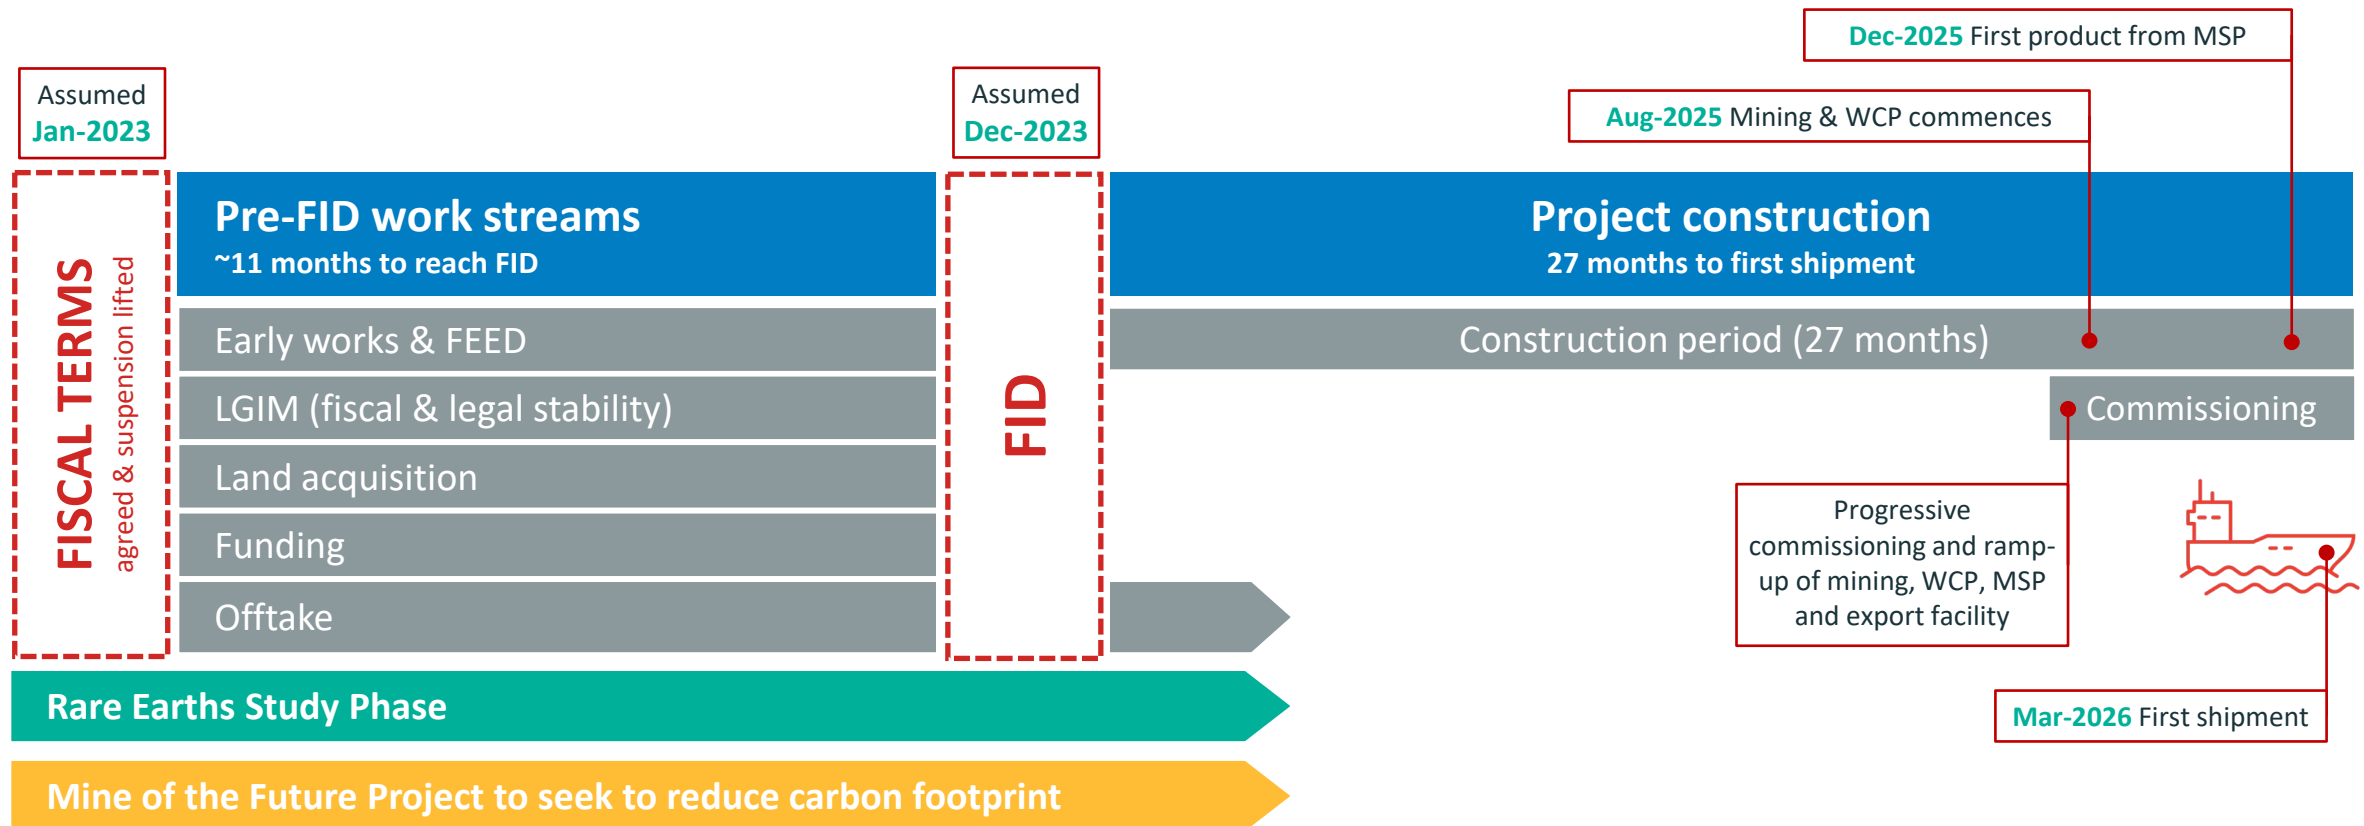 Dec-2025 First product from MSP
Assumed
Jan-2023
Assumed
Dec-2023
Aug-2025 Mining & WCP commences
FISCAL TERMS
agreed & suspension lifted
Pre-FID work streams
~11 months to reach FID
FID
Project construction
27 months to first shipment
Early works & FEED
Construction period (27 months)
LGIM (fiscal & legal stability)
Commissioning
Land acquisition
Funding
Offtake
Progressive
commissioning and ramp-
up of mining, WCP, MSP
and export facility
Rare Earths Study Phase
Mar-2026 First shipment
Mine of the Future Project to seek to reduce carbon footprint